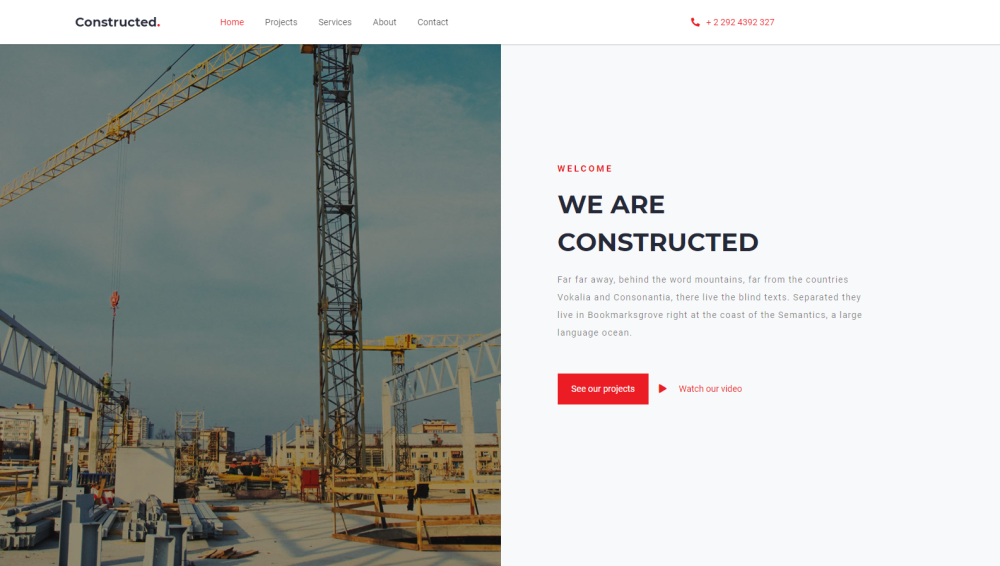 Constructed.
Home Projects Services About Contact
+ 2 292 4392 327
WELCOME
WE ARE
CONSTRUCTED
Far far away, behind the word mountains, far from the countries
Vokalia and Consonantia, there live the blind texts. Separated they
live in Bookmarksgrove right at the coast of the Semantics, a large
language ocean.
See our projects
Watch our video